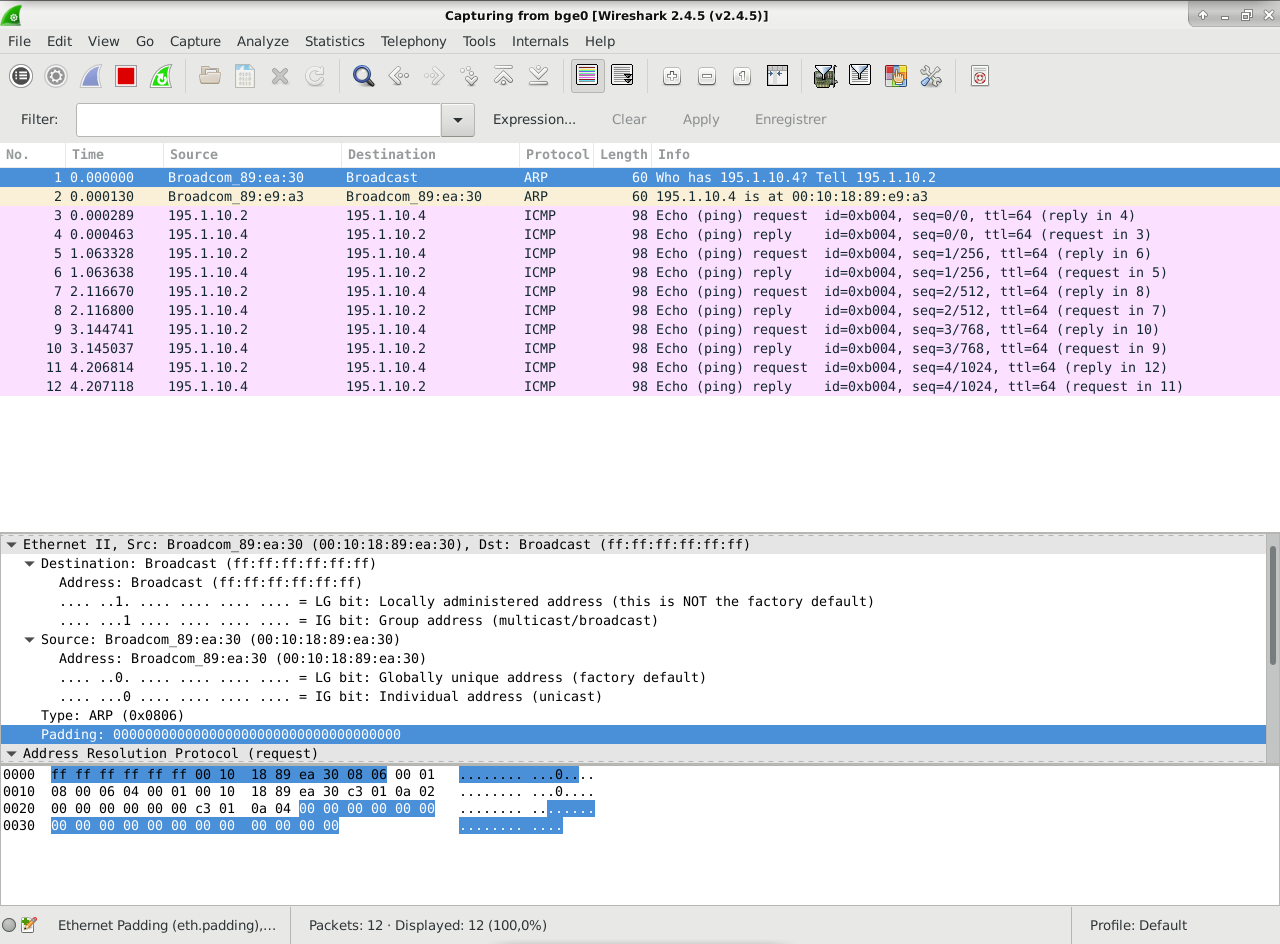 Capturing from bge0 [Wireshark 2.4.5 (v2.4.5)]
File Edit View Go Capture Analyze Statistics Telephony Tools Internals Help
Filter: Expression... Clear Apply Enregistrer
No. Time Source Destination Protocol Length Info
1 0.000000 Broadcom_89:ea:30 Broadcast ARP 60 Who has 195.1.10.4? Tell 195.1.10.2
2 0.000130 Broadcom_89:e9:a3 Broadcom_89:ea:30 ARP 60 195.1.10.4 is at 00:10:18:89:e9:a3
3 0.000289 195.1.10.2 195.1.10.4 ICMP 98 Echo (ping) request id=0xb004, seq=0/0, ttl=64 (reply in 4)
4 0.000463 195.1.10.4 195.1.10.2 ICMP 98 Echo (ping) reply id=0xb004, seq=0/0, ttl=64 (request in 3)
5 1.063328 195.1.10.2 195.1.10.4 ICMP 98 Echo (ping) request id=0xb004, seq=1/256, ttl=64 (reply in 6)
6 1.063638 195.1.10.4 195.1.10.2 ICMP 98 Echo (ping) reply id=0xb004, seq=1/256, ttl=64 (request in 5)
7 2.116670 195.1.10.2 195.1.10.4 ICMP 98 Echo (ping) request id=0xb004, seq=2/512, ttl=64 (reply in 8)
8 2.116800 195.1.10.4 195.1.10.2 ICMP 98 Echo (ping) reply id=0xb004, seq=2/512, ttl=64 (request in 7)
9 3.144741 195.1.10.2 195.1.10.4 ICMP 98 Echo (ping) request id=0xb004, seq=3/768, ttl=64 (reply in 10)
10 3.145037 195.1.10.4 195.1.10.2 ICMP 98 Echo (ping) reply id=0xb004, seq=3/768, ttl=64 (request in 9)
11 4.206814 195.1.10.2 195.1.10.4 ICMP 98 Echo (ping) request id=0xb004, seq=4/1024, ttl=64 (reply in 12)
12 4.207118 195.1.10.4 195.1.10.2 ICMP 98 Echo (ping) reply id=0xb004, seq=4/1024, ttl=64 (request in 11)
Ethernet II, Src: Broadcom_89:ea:30 (00:10:18:89:ea:30), Dst: Broadcast (ff:ff:ff:ff:ff:ff)
Destination: Broadcast (ff:ff:ff:ff:ff:ff)
Address: Broadcast (ff:ff:ff:ff:ff:ff)
.... ..1. .... .... .... .... = LG bit: Locally administered address (this is NOT the factory default)
.... ...1 .... .... .... .... = IG bit: Group address (multicast/broadcast)
Source: Broadcom_89:ea:30 (00:10:18:89:ea:30)
Address: Broadcom_89:ea:30 (00:10:18:89:ea:30)
.... ..0. .... .... .... .... = LG bit: Globally unique address (factory default)
.... ...0 .... .... .... .... = IG bit: Individual address (unicast)
Type: ARP (0x0806)
Padding: 000000000000000000000000000000000000
Address Resolution Protocol (request)
0000 ff ff ff ff ff ff 00 10 18 89 ea 30 08 06 00 01 ........ ...0....
0010 08 00 06 04 00 01 00 10 18 89 ea 30 c3 01 0a 02 ........ ...0....
0020 00 00 00 00 00 00 c3 01 0a 04 00 00 00 00 00 00 ........ ........
0030 00 00 00 00 00 00 00 00 00 00 00 00 ........ ....
Ethernet Padding (eth.padding),... Packets: 12 · Displayed: 12 (100,0%) Profile: Default